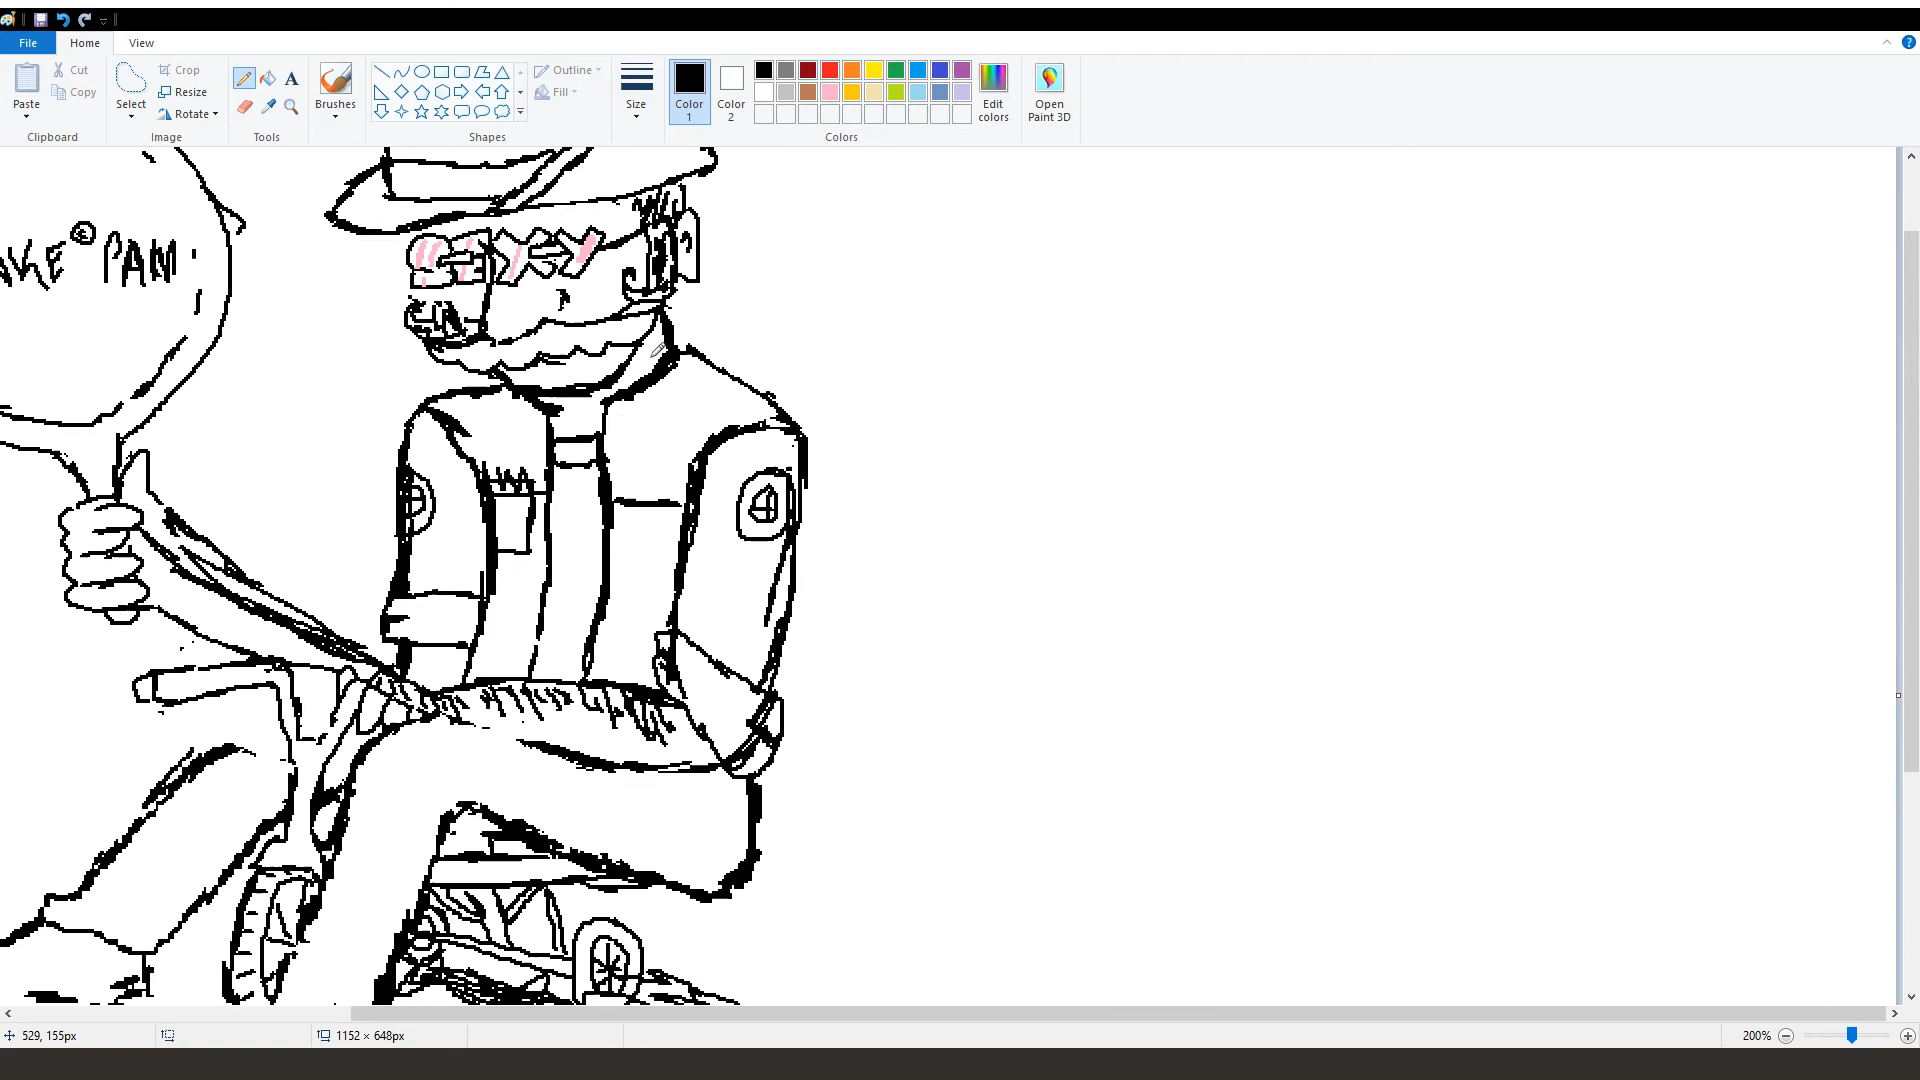 File Home View
Paste
Cut
Copy
Clipboard
Select
Crop
Resize
Rotate
Image
A
Tools
Brushes
Shapes
Outline
Fill
Size
Color 1
Color 2
Edit colors
Colors
Open Paint 3D
PAM
529, 155px
1152 × 648px
200%